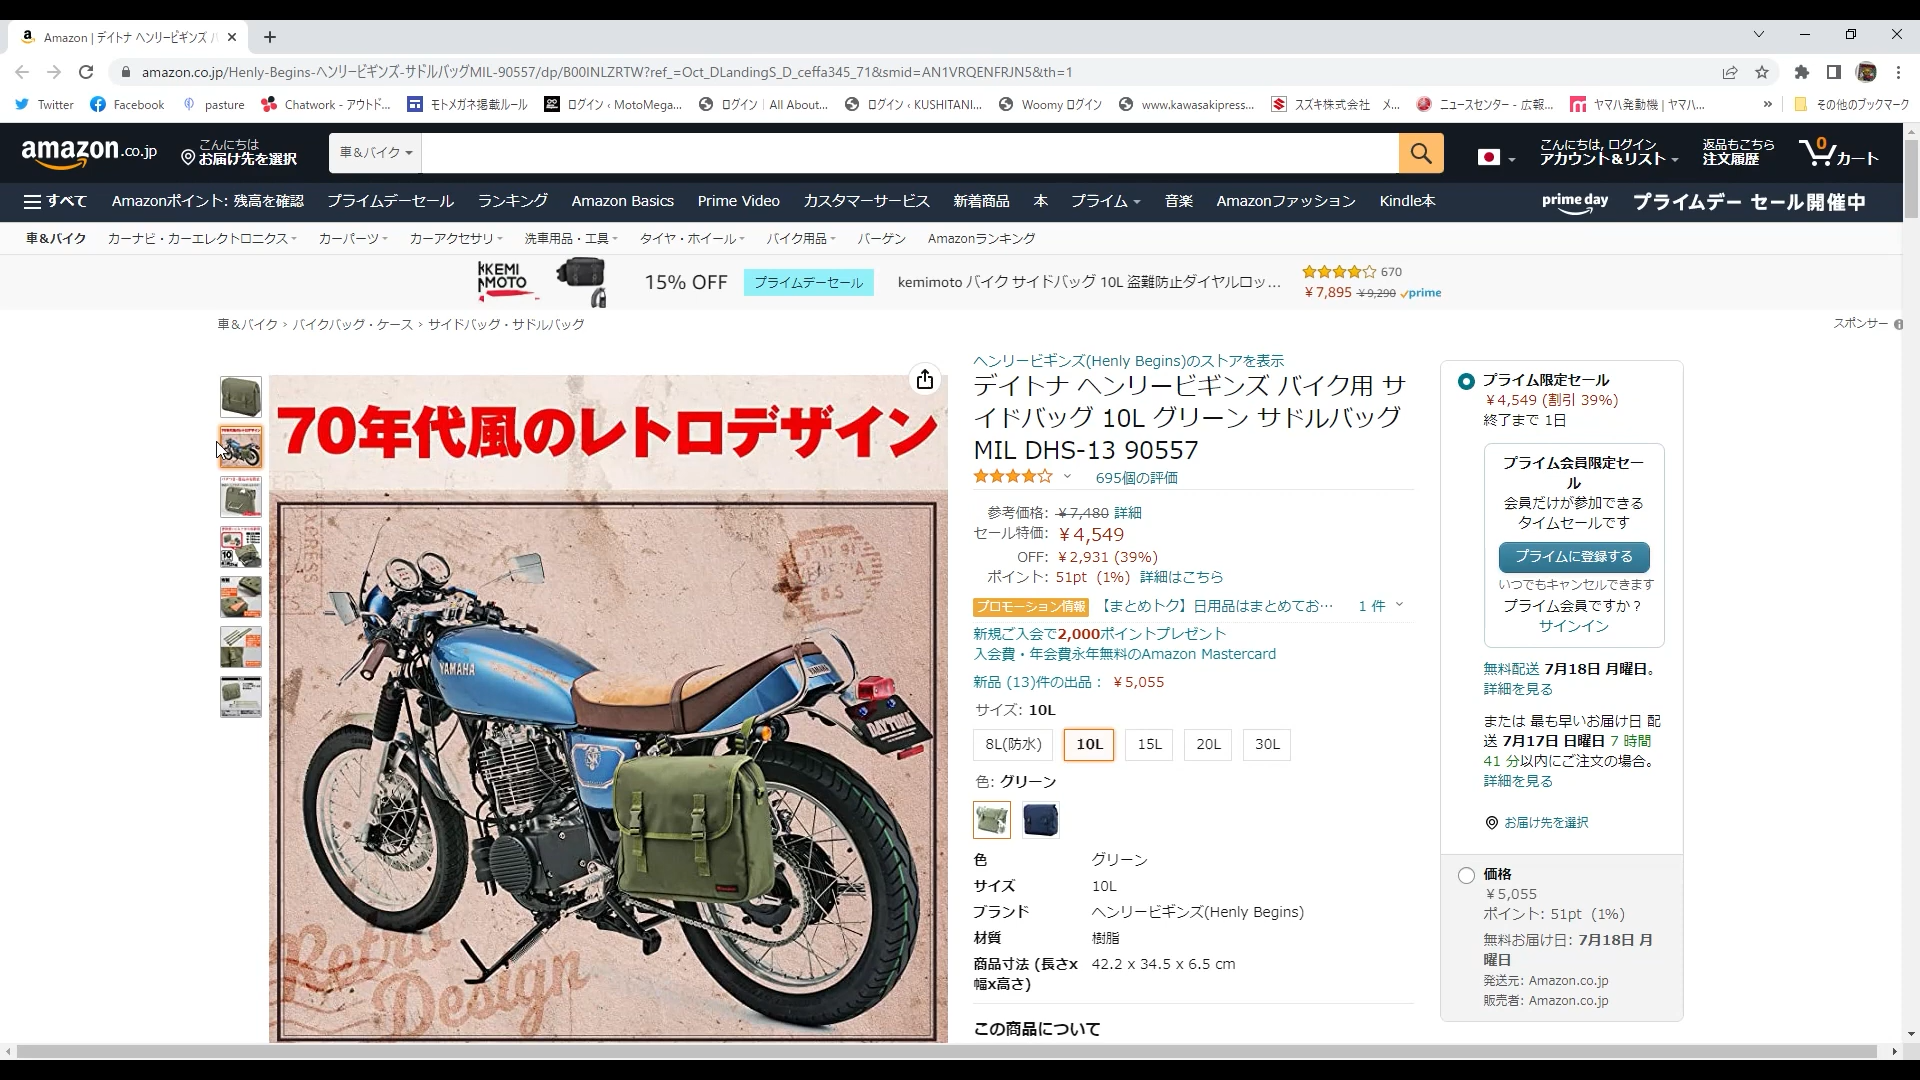 Amazon | デイトナ ヘンリービギンズ バ
amazon.co.jp/Henly-Begins-ヘンリービギンズ-サドルバッグMIL-90557/dp/B00INLZRTW?ref_=Oct_DLandingS_D_ceffa345_71&smid=AN1VRQENFRJN5&th=1
Twitter Facebook pasture Chatwork - アウトド... モトメガネ掲載ルール ログイン ‹ MotoMega... ログイン | All About... ログイン ‹ KUSHITANI... Woomy ログイン www.kawasakipress... スズキ株式会社 メ... ニュースセンター - 広報... ヤマハ発動機 | ヤマハ... » その他のブックマーク
amazon.co.jp
こんにちは
お届け先を選択
車&バイク
こんにちは, ログイン
アカウント&リスト
返品もこちら
注文履歴
0
カート
すべて Amazonポイント: 残高を確認 プライムデーセール ランキング Amazon Basics Prime Video カスタマーサービス 新着商品 本 プライム 音楽 Amazonファッション Kindle本 prime day プライムデー セール開催中
車&バイク カーナビ・カーエレクトロニクス カーパーツ カーアクセサリ 洗車用品・工具 タイヤ・ホイール バイク用品 バーゲン Amazonランキング
KEMI
MOTO
15% OFF プライムデーセール kemimoto バイク サイドバッグ 10L 盗難防止ダイヤルロッ...
670
￥7,895 ￥9,290 prime
車&バイク › バイクバッグ・ケース › サイドバッグ・サドルバッグ
スポンサー
70年代風のレトロデザイン
YAMAHA
YAMAHA
DAYTONA
Retro
Design
ヘンリービギンズ(Henly Begins)のストアを表示
デイトナ ヘンリービギンズ バイク用 サ
イドバッグ 10L グリーン サドルバッグ
MIL DHS-13 90557
695個の評価
参考価格: ￥7,480 詳細
セール特価: ￥4,549
OFF: ￥2,931 (39%)
ポイント: 51pt (1%) 詳細はこちら
プロモーション情報 【まとめトク】日用品はまとめてお… 1 件
新規ご入会で2,000ポイントプレゼント
入会費・年会費永年無料のAmazon Mastercard
新品 (13)件の出品： ￥5,055
サイズ: 10L
8L(防水) 10L 15L 20L 30L
色: グリーン
色 グリーン
サイズ 10L
ブランド ヘンリービギンズ(Henly Begins)
材質 樹脂
商品寸法 (長さx 42.2 x 34.5 x 6.5 cm
幅x高さ)
この商品について
プライム限定セール
￥4,549 (割引 39%)
終了まで 1日
プライム会員限定セー
ル
会員だけが参加できる
タイムセールです
プライムに登録する
いつでもキャンセルできます
プライム会員ですか？
サインイン
無料配送 7月18日 月曜日。
詳細を見る
または 最も早いお届け日 配
送 7月17日 日曜日 7 時間
41 分以内にご注文の場合。
詳細を見る
お届け先を選択
価格
￥5,055
ポイント: 51pt (1%)
無料お届け日: 7月18日 月
曜日
発送元: Amazon.co.jp
販売者: Amazon.co.jp